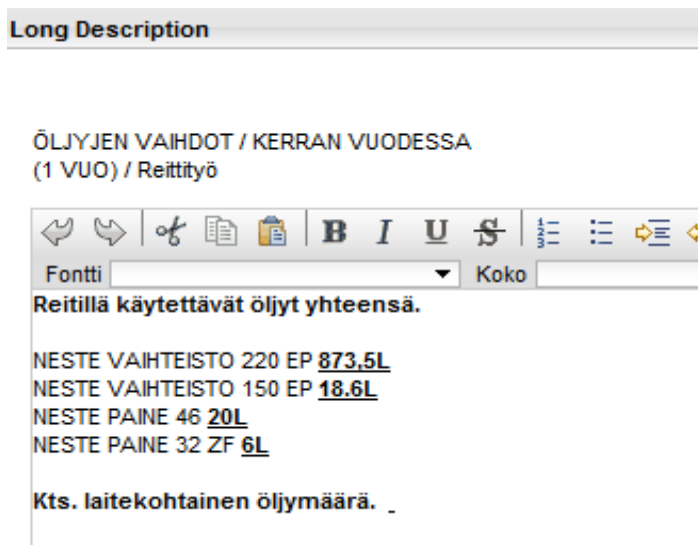 Long Description
ÖLJYJEN VAIHDOT / KERRAN VUODESSA
(1 VUO) / Reittityö
B I U S
Fontti Koko
Reitillä käytettävät öljyt yhteensä.
NESTE VAIHTEISTO 220 EP 873,5L
NESTE VAIHTEISTO 150 EP 18.6L
NESTE PAINE 46 20L
NESTE PAINE 32 ZF 6L
Kts. laitekohtainen öljymäärä. _